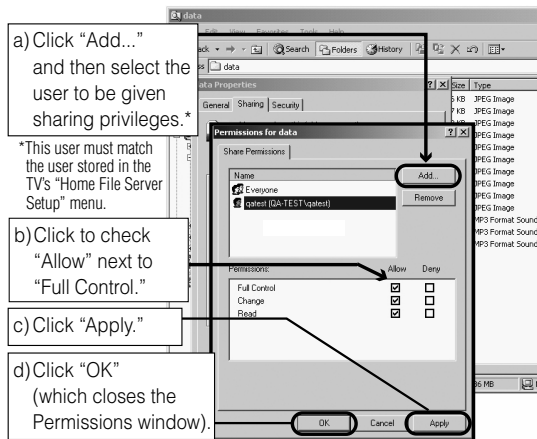 data
Edit View Favorites Tools Help
Search Folders History
data
a) Click “Add...”
and then select the
user to be given
sharing privileges.*
*This user must match
the user stored in the
TV’s “Home File Server
Setup” menu.
b) Click to check
“Allow” next to
“Full Control.”
c) Click “Apply.”
d) Click “OK”
(which closes the
Permissions window).
ata Properties
General Sharing Security
Permissions for data
Share Permissions
Name
Everyone
qatest (QA-TEST\qatest)
Add...
Remove
Permissions: Allow Deny
Full Control
Change
Read
OK Cancel Apply
Size Type
KB JPEG Image
KB JPEG Image
KB JPEG Image
JPEG Image
JPEG Image
JPEG Image
JPEG Image
JPEG Image
JPEG Image
MP3 Format Sound
MP3 Format Sound
MP3 Format Sound
MB